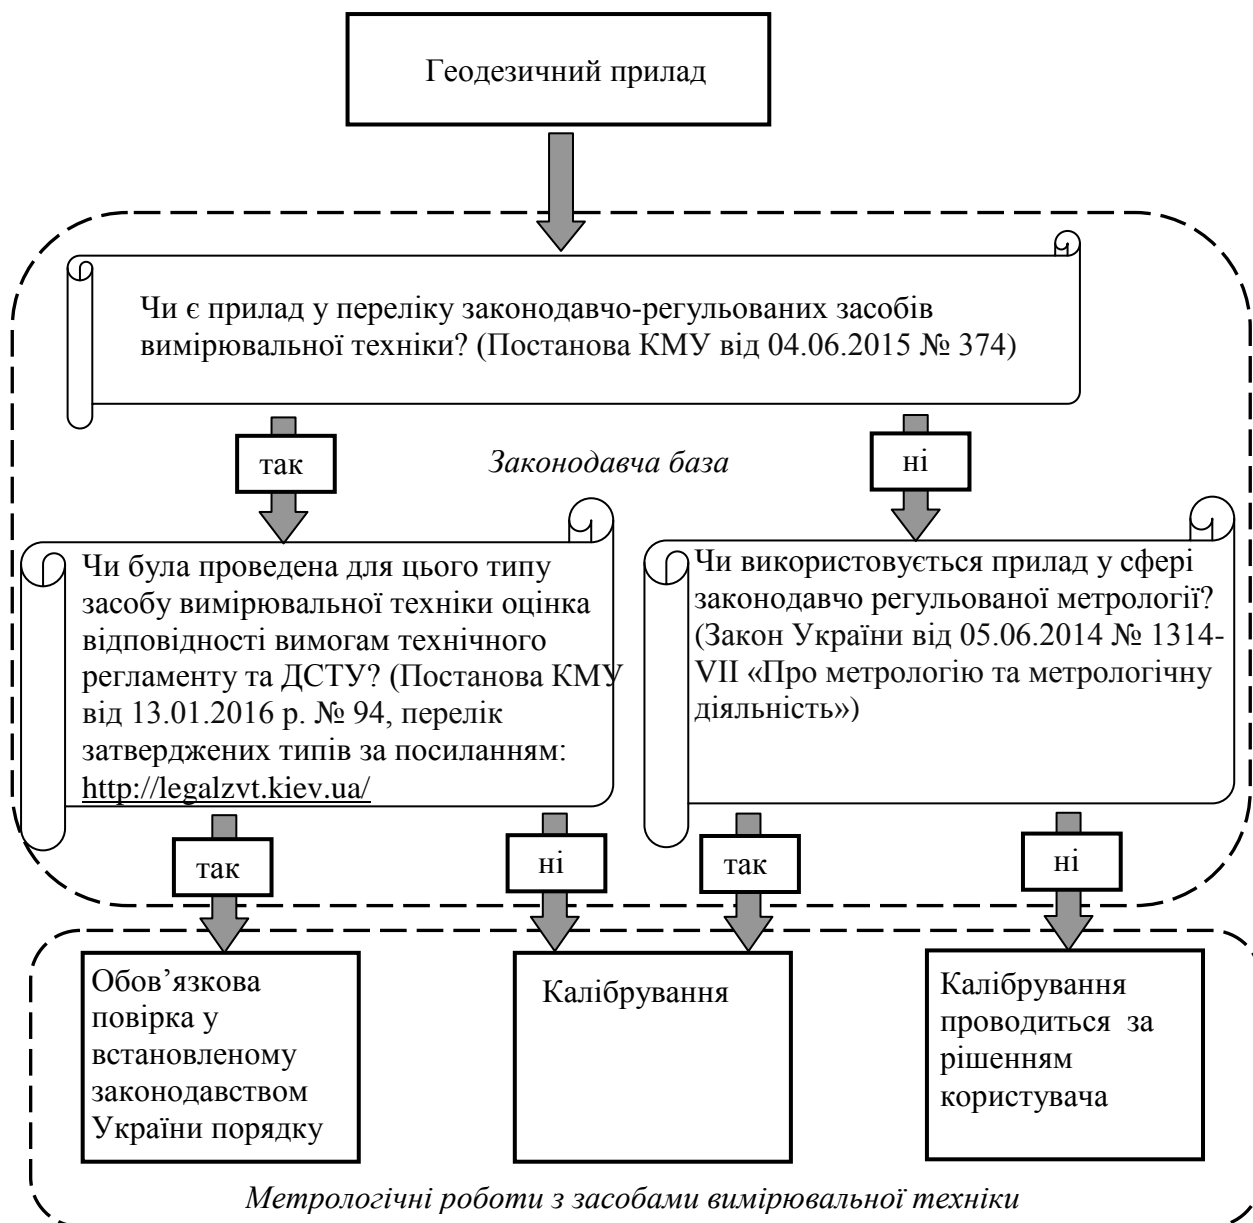 Геодезичний прилад
Чи є прилад у переліку законодавчо-регульованих засобів
вимірювальної техніки? (Постанова КМУ від 04.06.2015 № 374)
так
Законодавча база
ні
Чи була проведена для цього типу
засобу вимірювальної техніки оцінка
відповідності вимогам технічного
регламенту та ДСТУ? (Постанова КМУ
від 13.01.2016 р. № 94, перелік
затверджених типів за посиланням:
http://legalzvt.kiev.ua/
Чи використовується прилад у сфері
законодавчо регульованої метрології?
(Закон України від 05.06.2014 № 1314-
VII «Про метрологію та метрологічну
діяльність»)
так
ні
так
ні
Обов’язкова
повірка у
встановленому
законодавством
України порядку
Калібрування
Калібрування
проводиться за
рішенням
користувача
Метрологічні роботи з засобами вимірювальної техніки